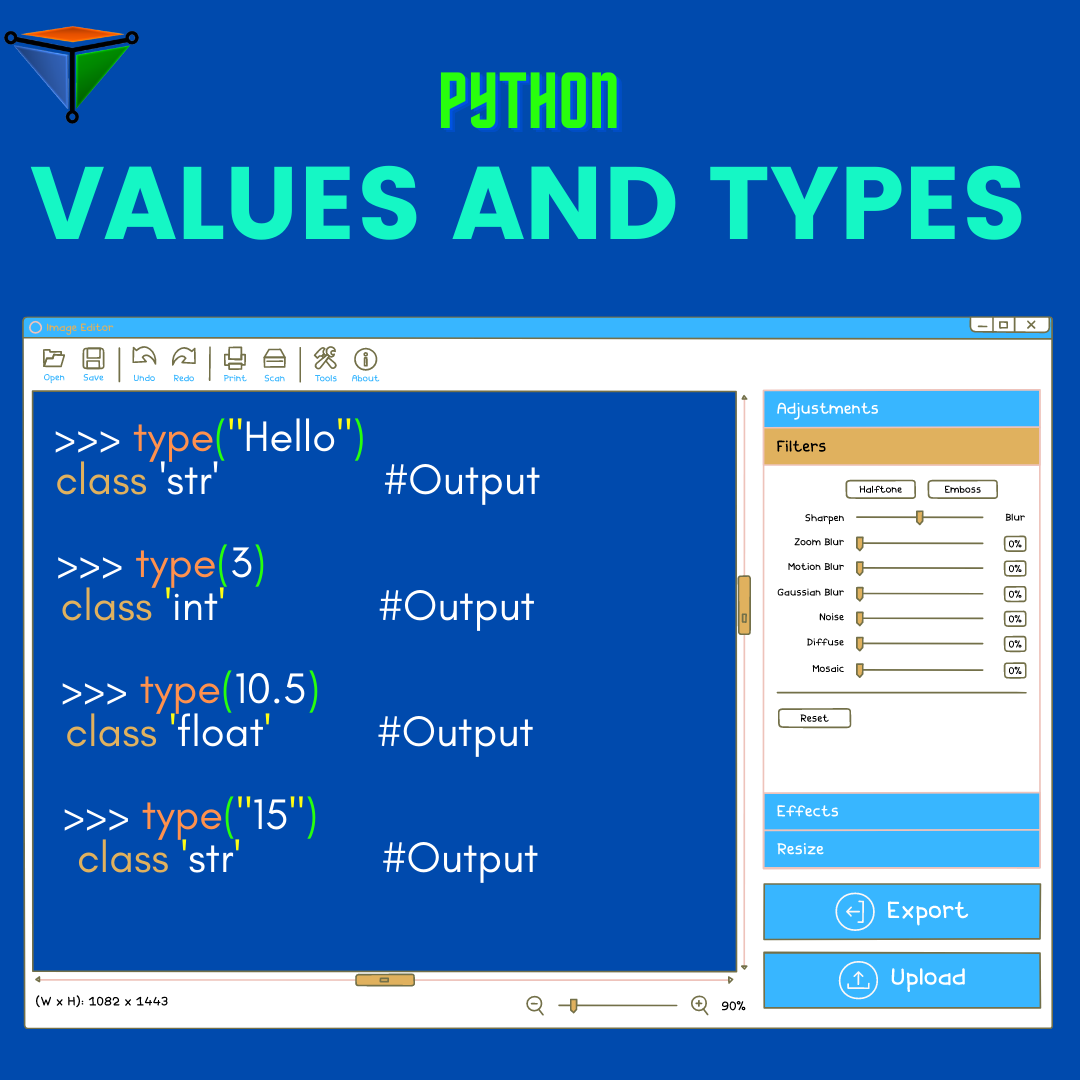 PYTHON
VALUES AND TYPES
Image Editor
Open Save Undo Redo Print Scan Tools About
>>> type("Hello")
class 'str' #Output
>>> type(3)
class 'int' #Output
>>> type(10.5)
class 'float' #Output
>>> type("15")
class 'str' #Output
Adjustments
Filters
Halftone Emboss
Sharpen Blur
Zoom Blur 0%
Motion Blur 0%
Gaussian Blur 0%
Noise 0%
Diffuse 0%
Mosaic 0%
Reset
Effects
Resize
Export
Upload
(W x H): 1082 x 1443
90%